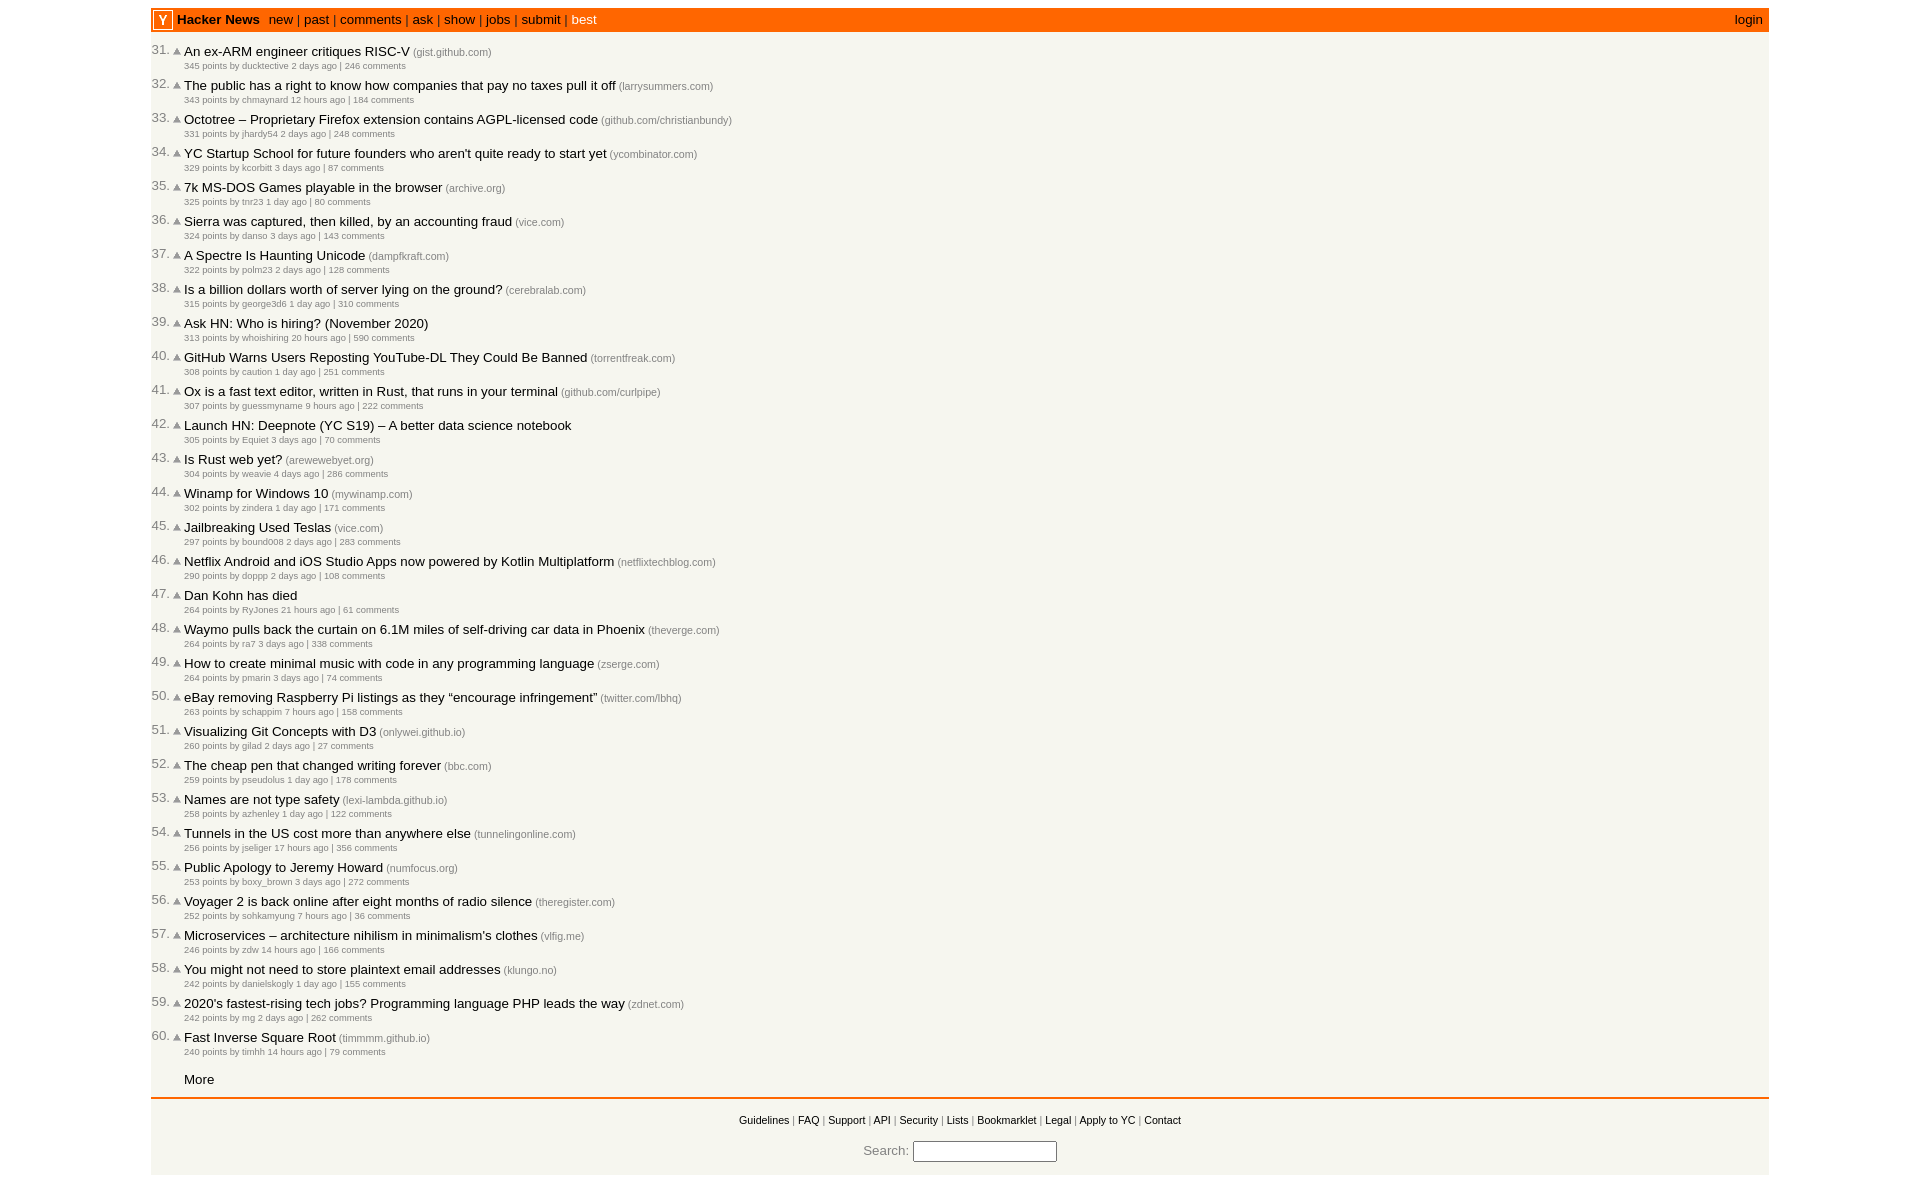 Y Hacker News new | past | comments | ask | show | jobs | submit | best login
31. An ex-ARM engineer critiques RISC-V (gist.github.com)
345 points by ducktective 2 days ago | 246 comments
32. The public has a right to know how companies that pay no taxes pull it off (larrysummers.com)
343 points by chmaynard 12 hours ago | 184 comments
33. Octotree – Proprietary Firefox extension contains AGPL-licensed code (github.com/christianbundy)
331 points by jhardy54 2 days ago | 248 comments
34. YC Startup School for future founders who aren't quite ready to start yet (ycombinator.com)
329 points by kcorbitt 3 days ago | 87 comments
35. 7k MS-DOS Games playable in the browser (archive.org)
325 points by tnr23 1 day ago | 80 comments
36. Sierra was captured, then killed, by an accounting fraud (vice.com)
324 points by danso 3 days ago | 143 comments
37. A Spectre Is Haunting Unicode (dampfkraft.com)
322 points by polm23 2 days ago | 128 comments
38. Is a billion dollars worth of server lying on the ground? (cerebralab.com)
315 points by george3d6 1 day ago | 310 comments
39. Ask HN: Who is hiring? (November 2020)
313 points by whoishiring 20 hours ago | 590 comments
40. GitHub Warns Users Reposting YouTube-DL They Could Be Banned (torrentfreak.com)
308 points by caution 1 day ago | 251 comments
41. Ox is a fast text editor, written in Rust, that runs in your terminal (github.com/curlpipe)
307 points by guessmyname 9 hours ago | 222 comments
42. Launch HN: Deepnote (YC S19) – A better data science notebook
305 points by Equiet 3 days ago | 70 comments
43. Is Rust web yet? (arewewebyet.org)
304 points by weavie 4 days ago | 286 comments
44. Winamp for Windows 10 (mywinamp.com)
302 points by zindera 1 day ago | 171 comments
45. Jailbreaking Used Teslas (vice.com)
297 points by bound008 2 days ago | 283 comments
46. Netflix Android and iOS Studio Apps now powered by Kotlin Multiplatform (netflixtechblog.com)
290 points by doppp 2 days ago | 108 comments
47. Dan Kohn has died
264 points by RyJones 21 hours ago | 61 comments
48. Waymo pulls back the curtain on 6.1M miles of self-driving car data in Phoenix (theverge.com)
264 points by ra7 3 days ago | 338 comments
49. How to create minimal music with code in any programming language (zserge.com)
264 points by pmarin 3 days ago | 74 comments
50. eBay removing Raspberry Pi listings as they “encourage infringement” (twitter.com/lbhq)
263 points by schappim 7 hours ago | 158 comments
51. Visualizing Git Concepts with D3 (onlywei.github.io)
260 points by gilad 2 days ago | 27 comments
52. The cheap pen that changed writing forever (bbc.com)
259 points by pseudolus 1 day ago | 178 comments
53. Names are not type safety (lexi-lambda.github.io)
258 points by azhenley 1 day ago | 122 comments
54. Tunnels in the US cost more than anywhere else (tunnelingonline.com)
256 points by jseliger 17 hours ago | 356 comments
55. Public Apology to Jeremy Howard (numfocus.org)
253 points by boxy_brown 3 days ago | 272 comments
56. Voyager 2 is back online after eight months of radio silence (theregister.com)
252 points by sohkamyung 7 hours ago | 36 comments
57. Microservices – architecture nihilism in minimalism's clothes (vlfig.me)
246 points by zdw 14 hours ago | 166 comments
58. You might not need to store plaintext email addresses (klungo.no)
242 points by danielskogly 1 day ago | 155 comments
59. 2020's fastest-rising tech jobs? Programming language PHP leads the way (zdnet.com)
242 points by mg 2 days ago | 262 comments
60. Fast Inverse Square Root (timmmm.github.io)
240 points by timhh 14 hours ago | 79 comments
More
Guidelines | FAQ | Support | API | Security | Lists | Bookmarklet | Legal | Apply to YC | Contact
Search: